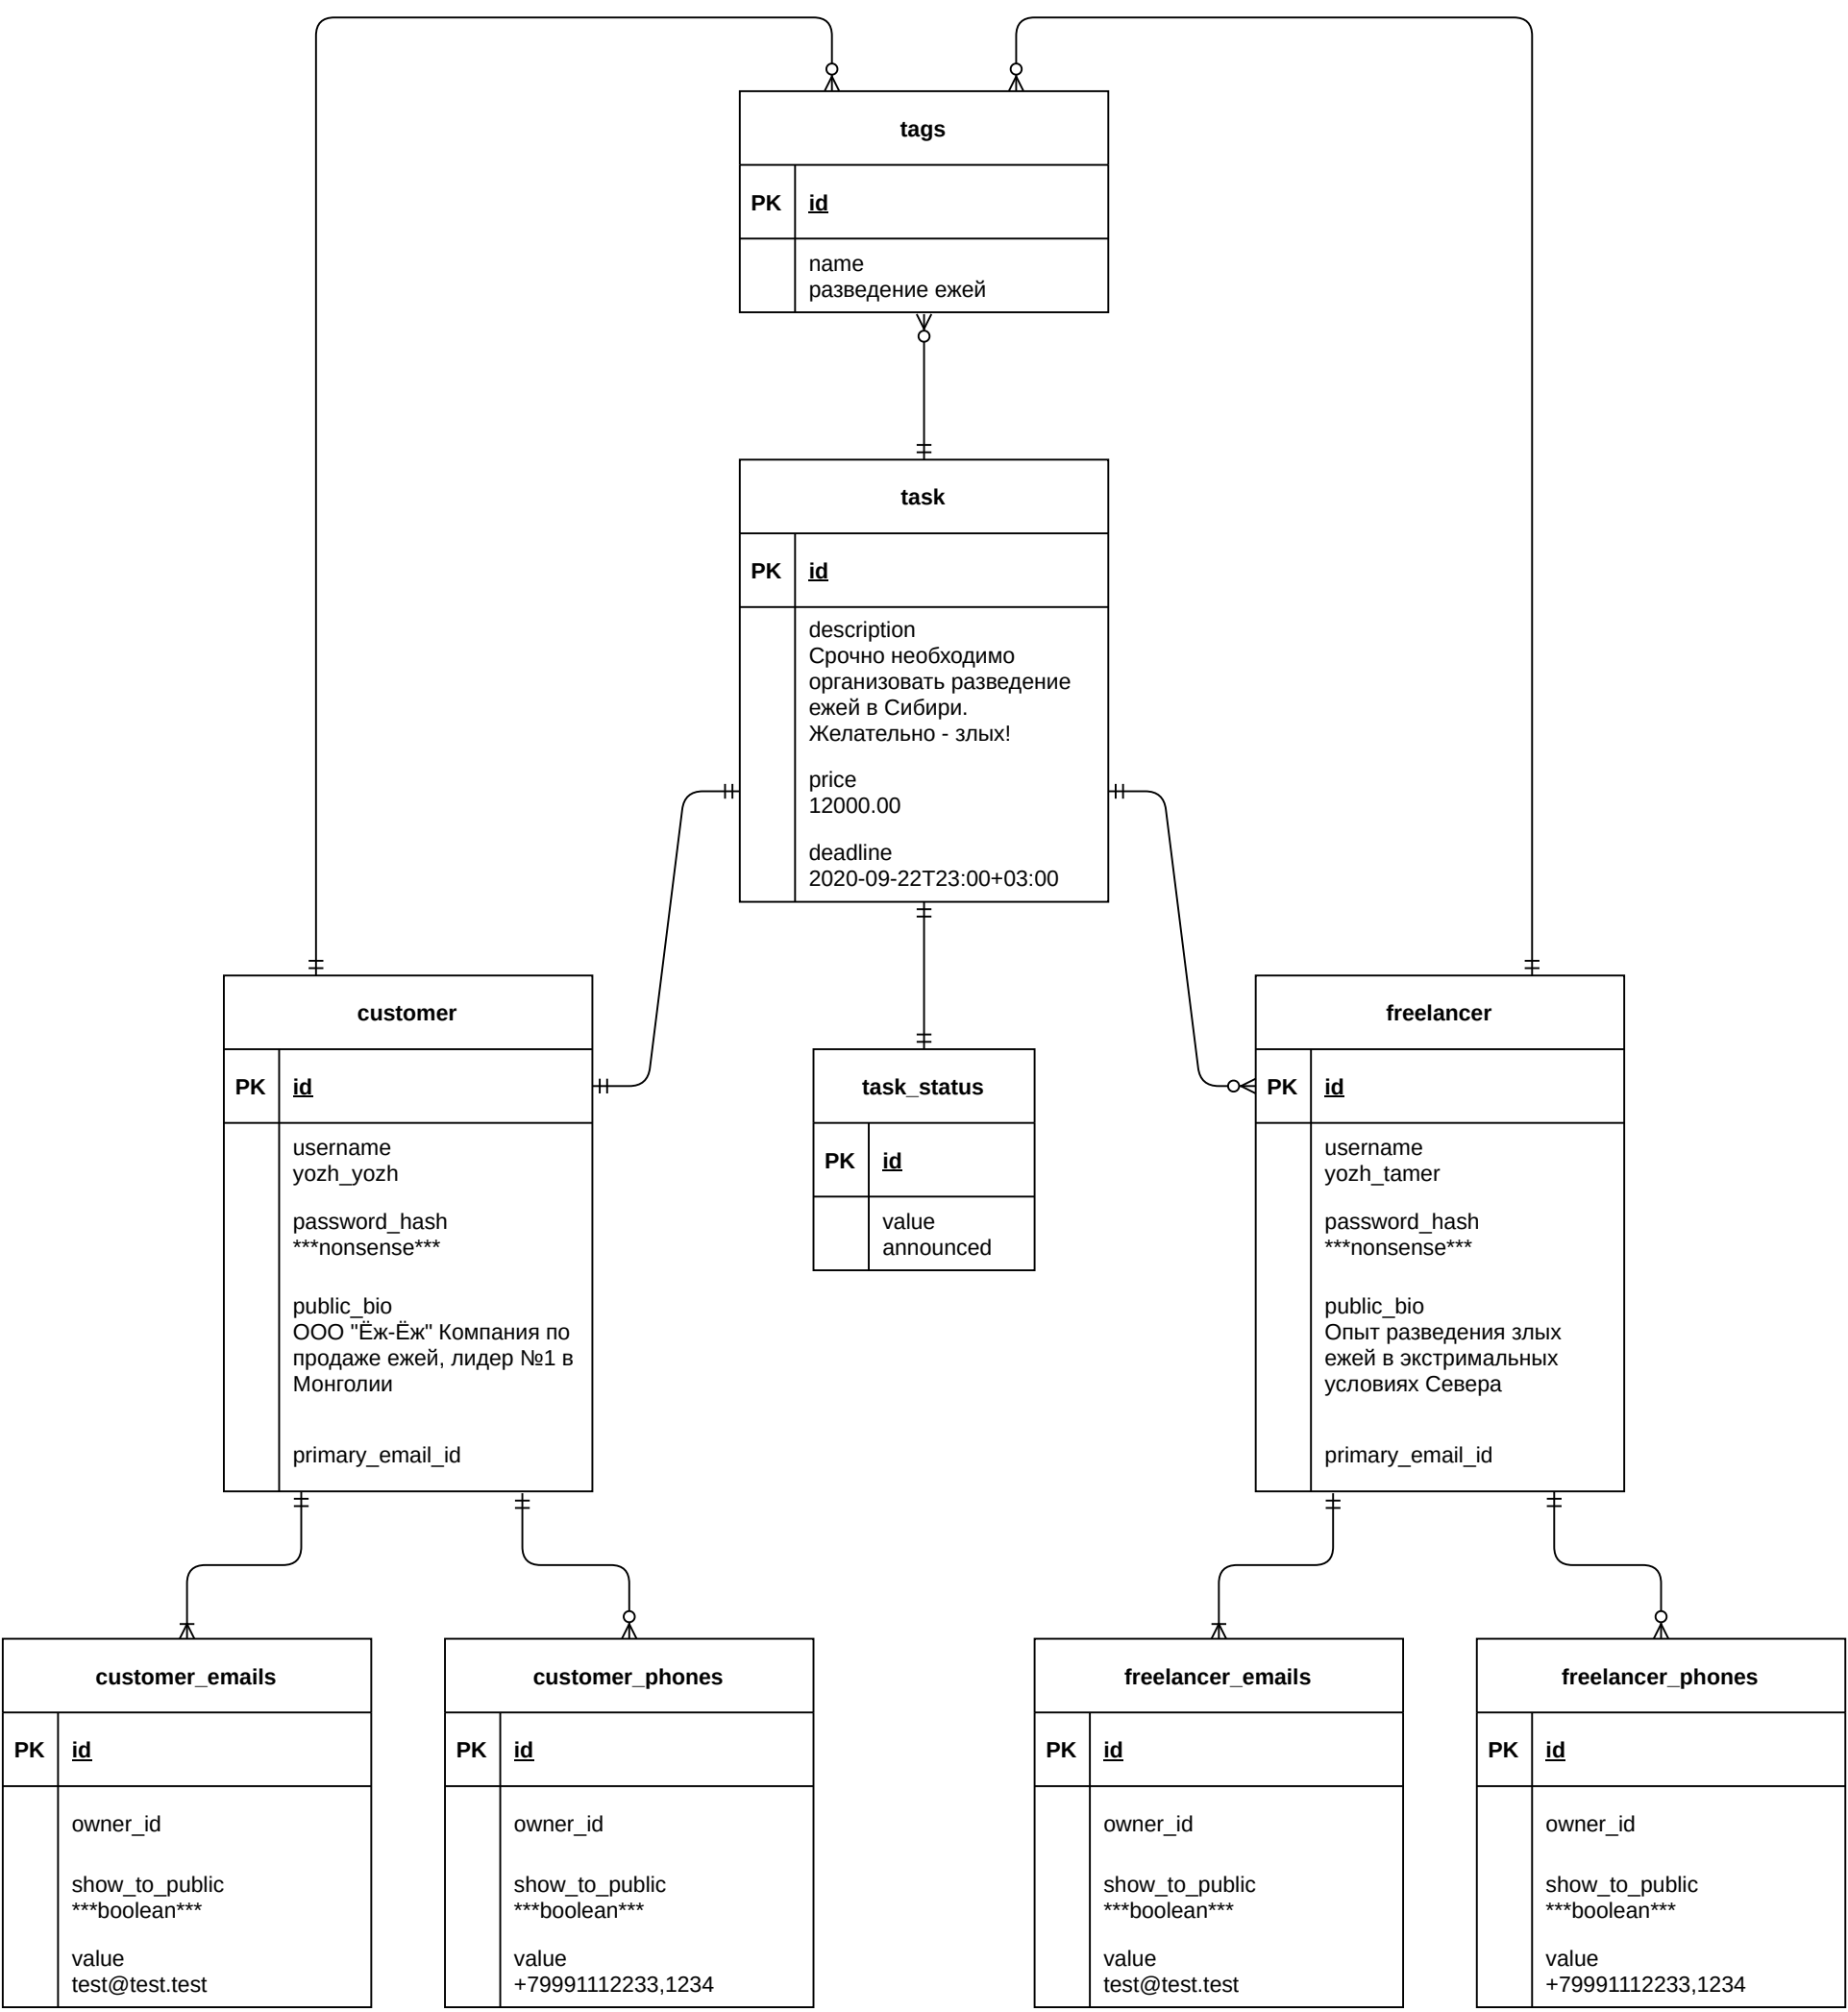 tags
PK id
name
разведение ежей
task
PK id
description
Срочно необходимо
организовать разведение
ежей в Сибири.
Желательно - злых!
price
12000.00
deadline
2020-09-22T23:00+03:00
customer
PK id
username
yozh_yozh
password_hash
***nonsense***
public_bio
ООО "Ёж-Ёж" Компания по
продаже ежей, лидер №1 в
Монголии
primary_email_id
task_status
PK id
value
announced
freelancer
PK id
username
yozh_tamer
password_hash
***nonsense***
public_bio
Опыт разведения злых
ежей в экстримальных
условиях Севера
primary_email_id
customer_emails
PK id
owner_id
show_to_public
***boolean***
value
test@test.test
customer_phones
PK id
owner_id
show_to_public
***boolean***
value
+79991112233,1234
freelancer_emails
PK id
owner_id
show_to_public
***boolean***
value
test@test.test
freelancer_phones
PK id
owner_id
show_to_public
***boolean***
value
+79991112233,1234